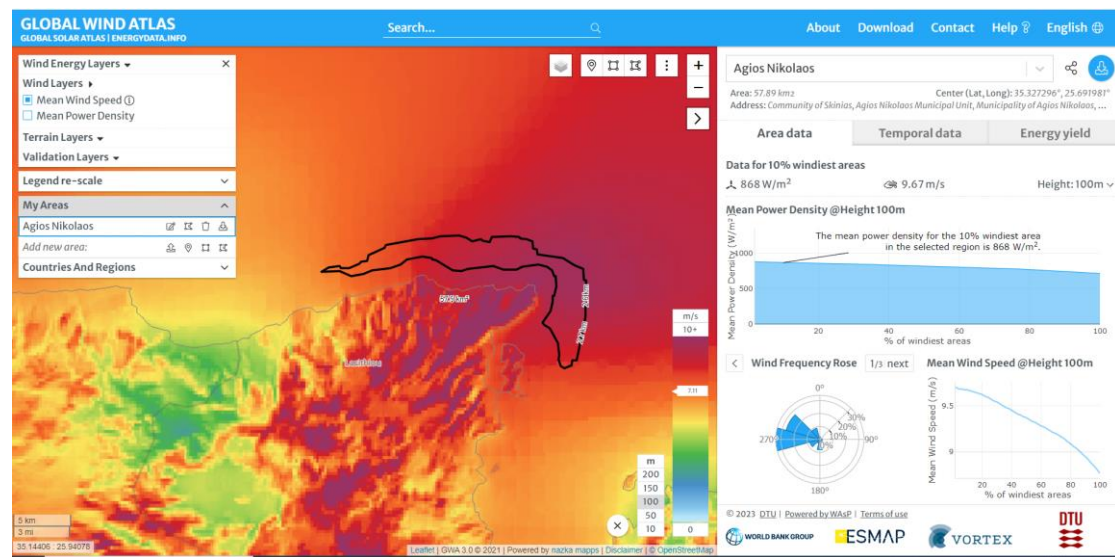 GLOBAL WIND ATLAS
GLOBAL SOLAR ATLAS | ENERGYDATA.INFO
Search...
About Download Contact Help English
Wind Energy Layers
Wind Layers
Mean Wind Speed
Mean Power Density
Terrain Layers
Validation Layers
Legend re-scale
My Areas
Agios Nikolaos
Add new area:
Countries And Regions
+
−
m/s
10+
7.11
0
m
200
150
100
50
10
5 km
3 mi
35.14406 : 25.94078
Leaflet | GWA 3.0 © 2021 | Powered by nazka mapps | Disclaimer | © OpenStreetMap
Agios Nikolaos
Area: 57.89 km2 Center (Lat, Long): 35.327296°, 25.691981°
Address: Community of Skinias, Agios Nikolaos Municipal Unit, Municipality of Agios Nikolaos, ...
Area data Temporal data Energy yield
Data for 10% windiest areas
868 W/m² 9.67 m/s Height: 100m
Mean Power Density @Height 100m
The mean power density for the 10% windiest area
in the selected region is 868 W/m².
Mean Power Density (W/m²)
1000
500
0
20 40 60 80 100
% of windiest areas
Wind Frequency Rose 1/3 next
0°
90°
180°
270°
30%
20%
10%
0%
Mean Wind Speed @Height 100m
Mean Wind Speed (m/s)
9.5
9
20 40 60 80 100
% of windiest areas
© 2023 DTU | Powered by WAsP | Terms of use
WORLD BANK GROUP
ESMAP
VORTEX
DTU